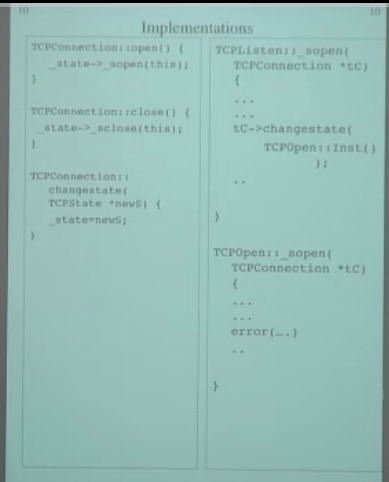 10
10
Implementations
TCPConnection::open() {
_state->_sopen(this);
}
TCPConnection::close() {
_state->_sclose(this);
}
TCPConnection::
changestate(
TCPState *newS) {
_state=newS;
}
TCPListen::_sopen(
TCPConnection *tC)
{
...
...
tC->changestate(
TCPOpen::Inst()
);
..
}
TCPOpen::_sopen(
TCPConnection *tC)
{
...
...
error(….)
..
}